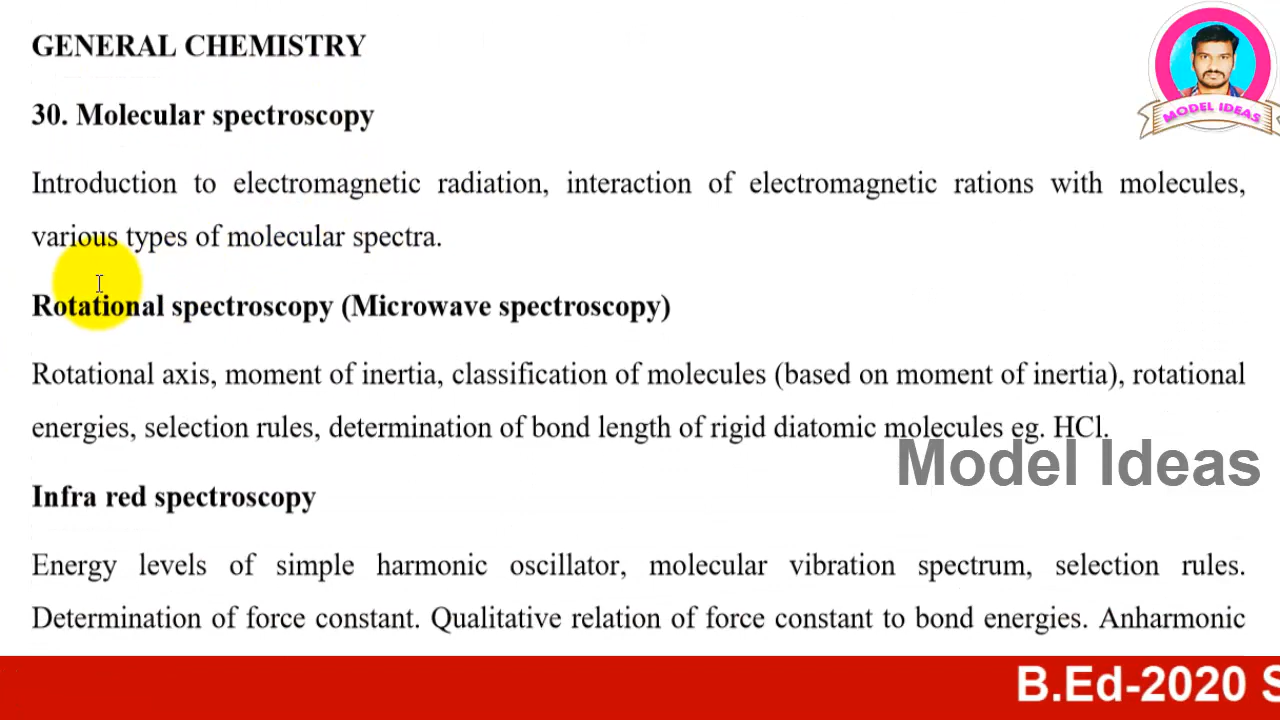 GENERAL CHEMISTRY
30. Molecular spectroscopy
Introduction to electromagnetic radiation, interaction of electromagnetic rations with molecules,
various types of molecular spectra.
Rotational spectroscopy (Microwave spectroscopy)
Rotational axis, moment of inertia, classification of molecules (based on moment of inertia), rotational
energies, selection rules, determination of bond length of rigid diatomic molecules eg. HCl.
Infra red spectroscopy
Energy levels of simple harmonic oscillator, molecular vibration spectrum, selection rules.
Determination of force constant. Qualitative relation of force constant to bond energies. Anharmonic
MODEL IDEAS
Model Ideas
B.Ed-2020 S